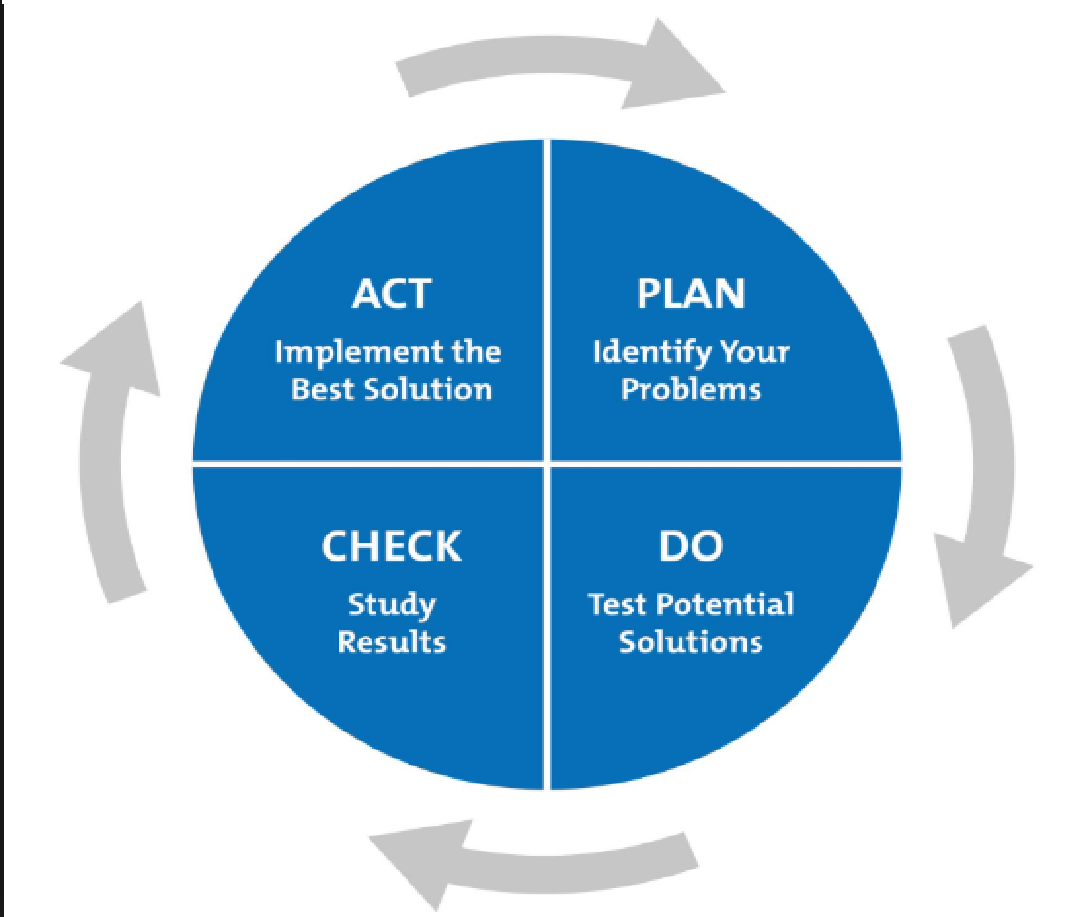 ACT
Implement the
Best Solution
PLAN
Identify Your
Problems
CHECK
Study
Results
DO
Test Potential
Solutions